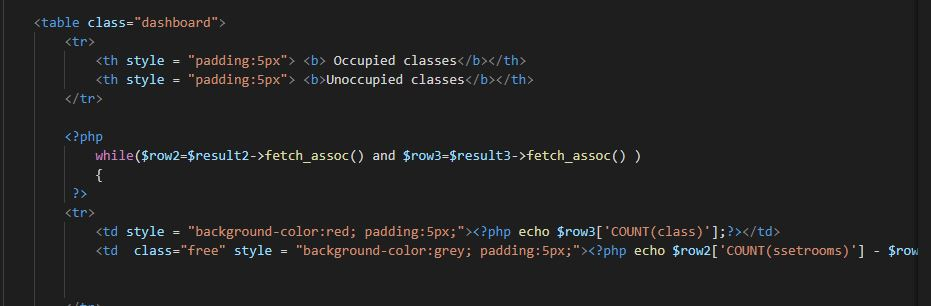 <table class="dashboard">
<tr>
<th style = "padding:5px"> <b> Occupied classes</b></th>
<th style = "padding:5px"> <b>Unoccupied classes</b></th>
</tr>
<?php
while($row2=$result2->fetch_assoc() and $row3=$result3->fetch_assoc() )
{
?>
<tr>
<td style = "background-color:red; padding:5px;"><?php echo $row3['COUNT(class)'];?></td>
<td  class="free" style = "background-color:grey; padding:5px;"><?php echo $row2['COUNT(ssetrooms)'] - $row
</tr>